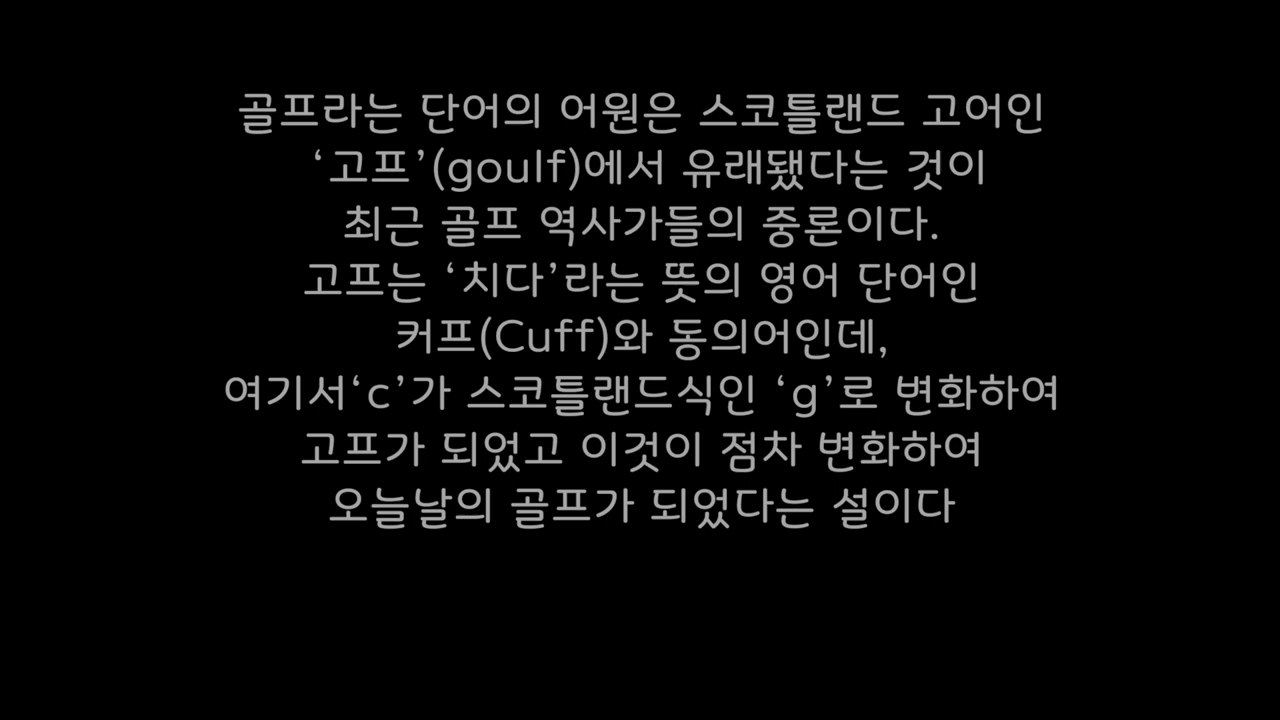 골프라는 단어의 어원은 스코틀랜드 고어인
‘고프’(goulf)에서 유래됐다는 것이
최근 골프 역사가들의 중론이다.
고프는 ‘치다’라는 뜻의 영어 단어인
커프(Cuff)와 동의어인데,
여기서‘c’가 스코틀랜드식인 ‘g’로 변화하여
고프가 되었고 이것이 점차 변화하여
오늘날의 골프가 되었다는 설이다